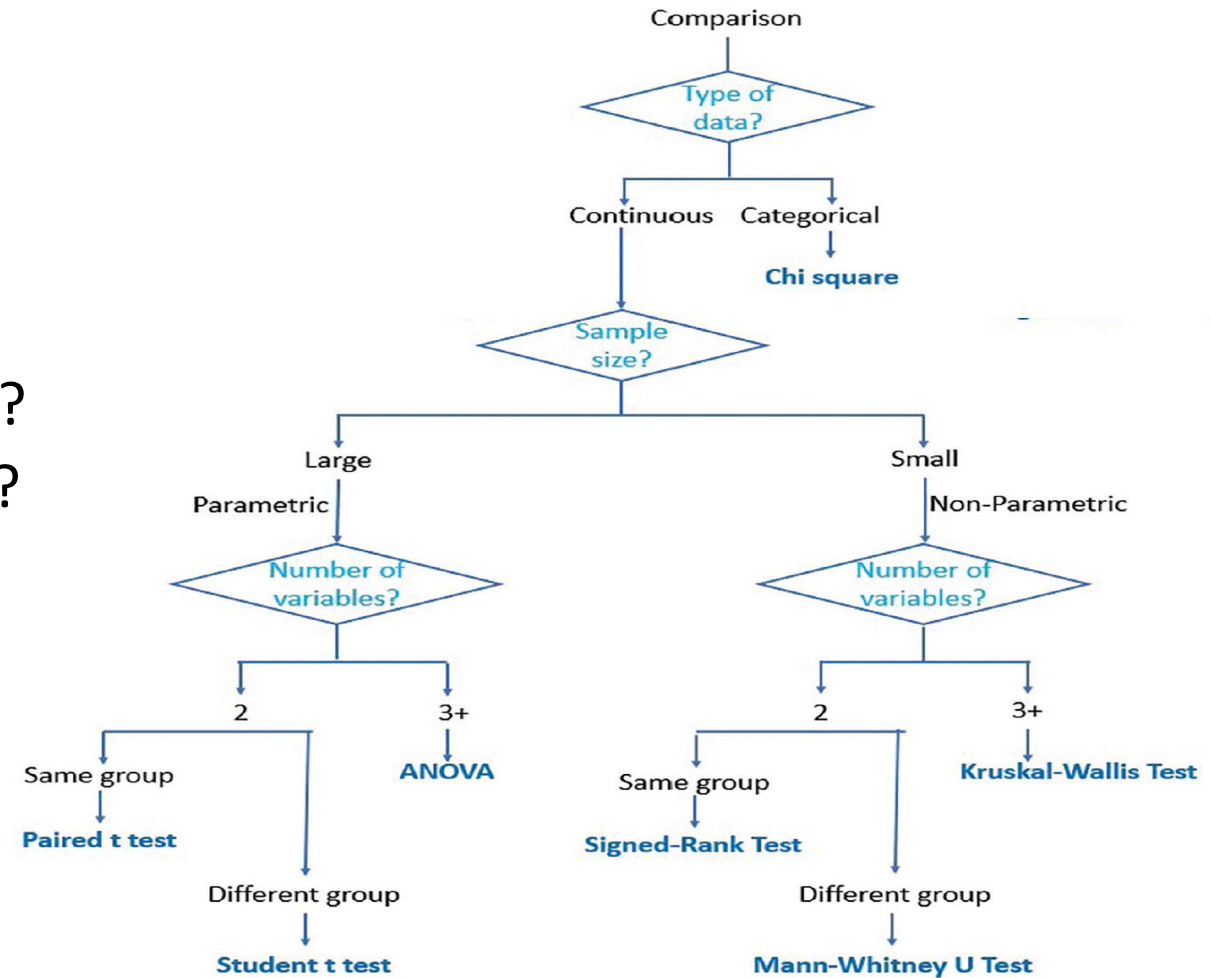 Comparison
Type of
data?
Continuous
Categorical
Chi square
Sample
size?
?
?
Large
Small
Parametric
Non-Parametric
Number of
variables?
Number of
variables?
2
3+
2
3+
Same group
ANOVA
Same group
Kruskal-Wallis Test
Paired t test
Signed-Rank Test
Different group
Different group
Student t test
Mann-Whitney U Test